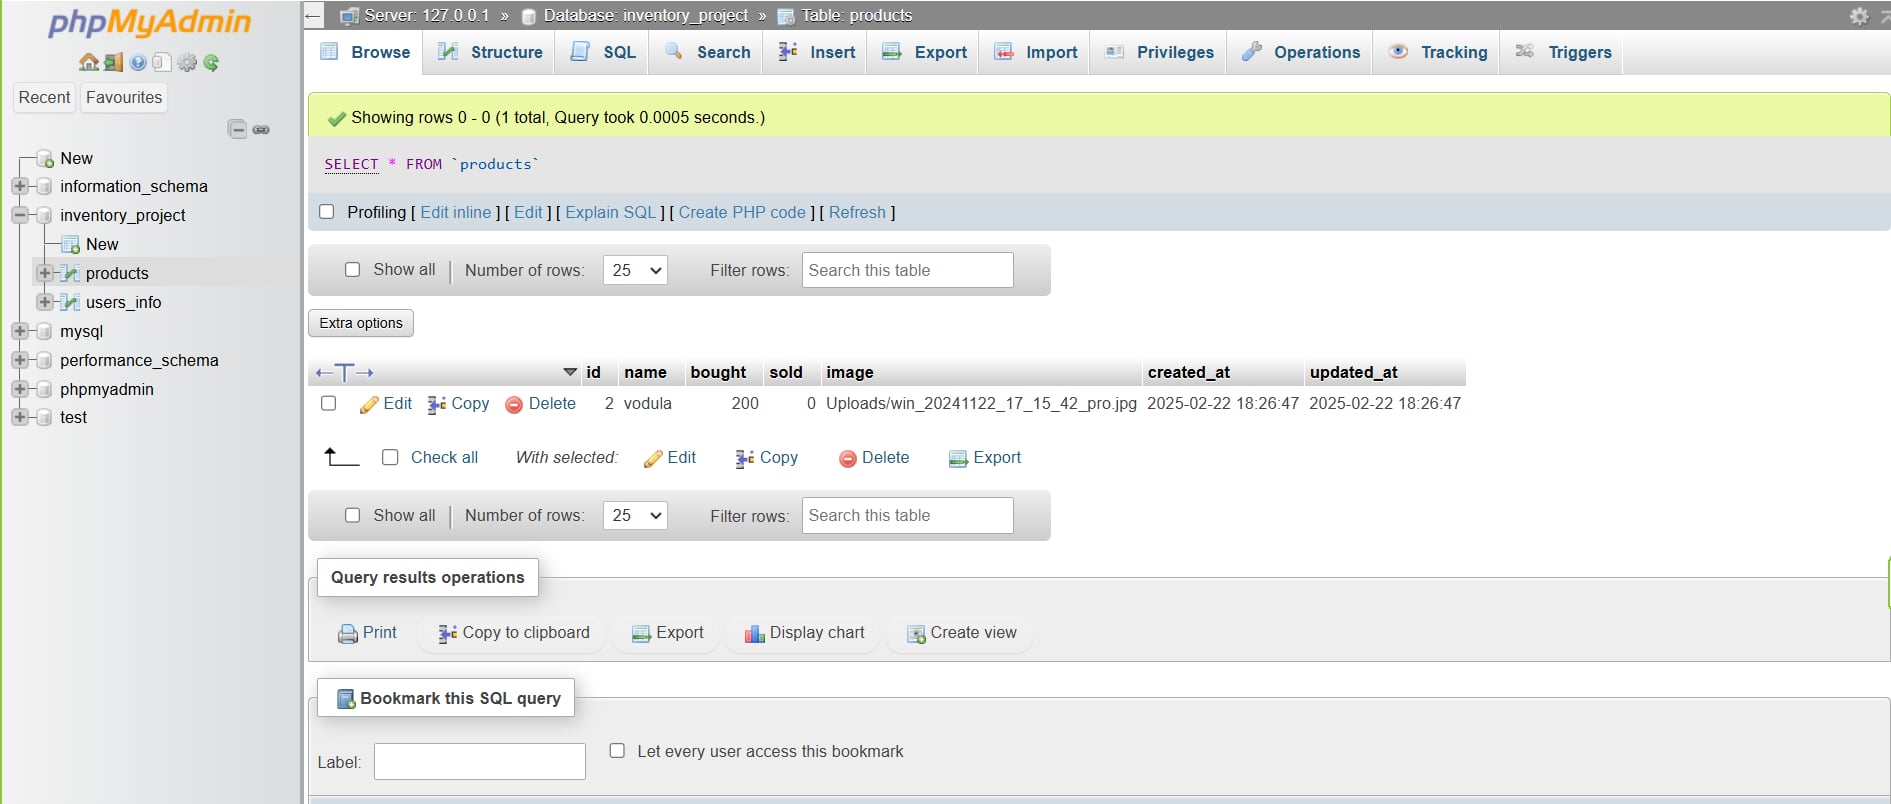 phpMyAdmin
Recent Favourites
New
information_schema
inventory_project
New
products
users_info
mysql
performance_schema
phpmyadmin
test
Server: 127.0.0.1 » Database: inventory_project » Table: products
Browse Structure SQL Search Insert Export Import Privileges Operations Tracking Triggers
Showing rows 0 - 0 (1 total, Query took 0.0005 seconds.)
SELECT * FROM `products`
Profiling [ Edit inline ] [ Edit ] [ Explain SQL ] [ Create PHP code ] [ Refresh ]
Show all Number of rows: 25 Filter rows: Search this table
Extra options
id name bought sold image created_at updated_at
Edit Copy Delete 2 vodula 200 0 Uploads/win_20241122_17_15_42_pro.jpg 2025-02-22 18:26:47 2025-02-22 18:26:47
Check all With selected: Edit Copy Delete Export
Show all Number of rows: 25 Filter rows: Search this table
Query results operations
Print Copy to clipboard Export Display chart Create view
Bookmark this SQL query
Label: Let every user access this bookmark